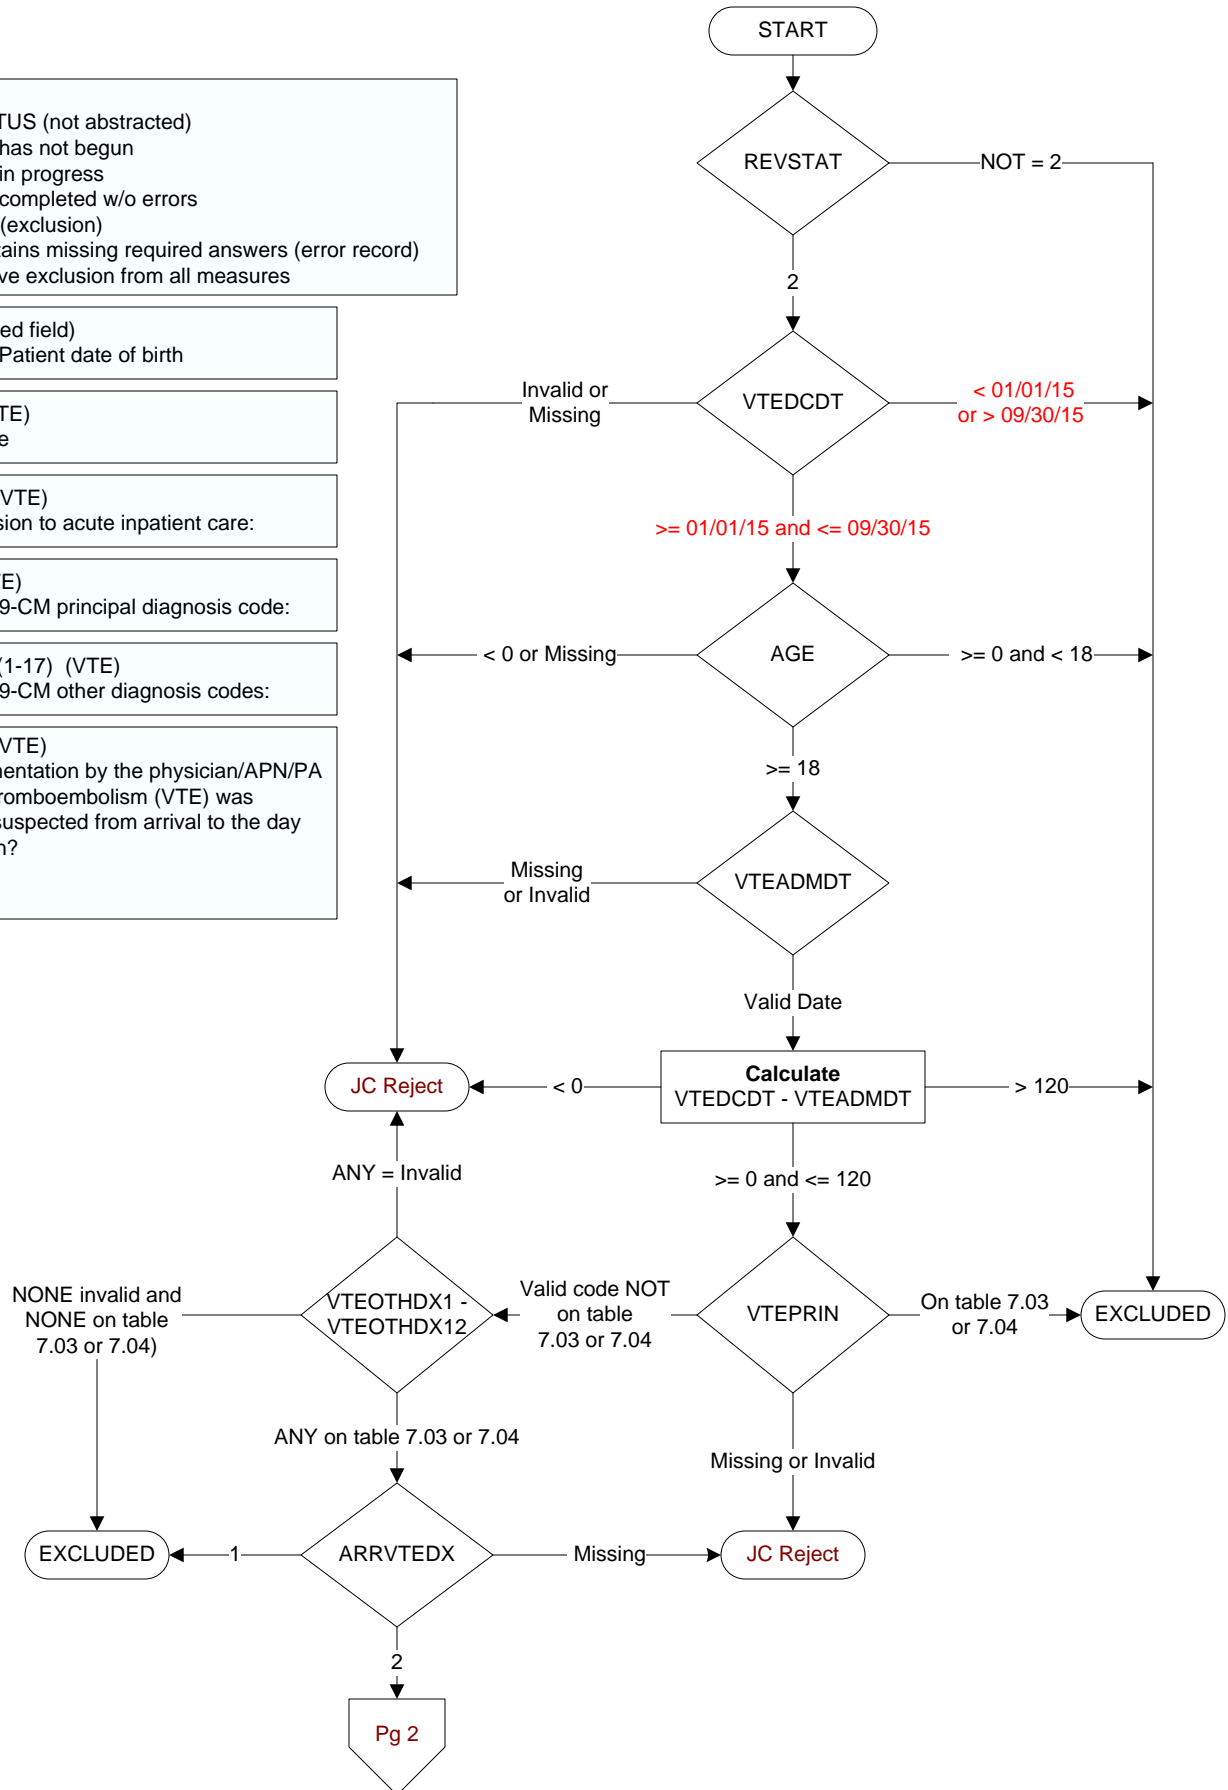 START
TUS (not abstracted)
has not begun
in progress
completed w/o errors
(exclusion)
tains missing required answers (error record)
ve exclusion from all measures
REVSTAT
NOT = 2
2
ed field)
Patient date of birth
TE)
e
VTE)
sion to acute inpatient care:
E)
9-CM principal diagnosis code:
(1-17) (VTE)
9-CM other diagnosis codes:
VTE)
entation by the physician/APN/PA
romboembolism (VTE) was
suspected from arrival to the day
n?
Invalid or
Missing
VTEDCDT
< 01/01/15
or > 09/30/15
>= 01/01/15 and <= 09/30/15
< 0 or Missing
AGE
>= 0 and < 18
>= 18
Missing
or Invalid
VTEADMDT
Valid Date
JC Reject
< 0
Calculate
VTEDCDT - VTEADMDT
> 120
ANY = Invalid
>= 0 and <= 120
NONE invalid and
NONE on table
7.03 or 7.04)
VTEOTHDX1 -
VTEOTHDX12
Valid code NOT
on table
7.03 or 7.04
VTEPRIN
On table 7.03
or 7.04
EXCLUDED
ANY on table 7.03 or 7.04
Missing or Invalid
EXCLUDED
1
ARRVTEDX
Missing
JC Reject
2
Pg 2